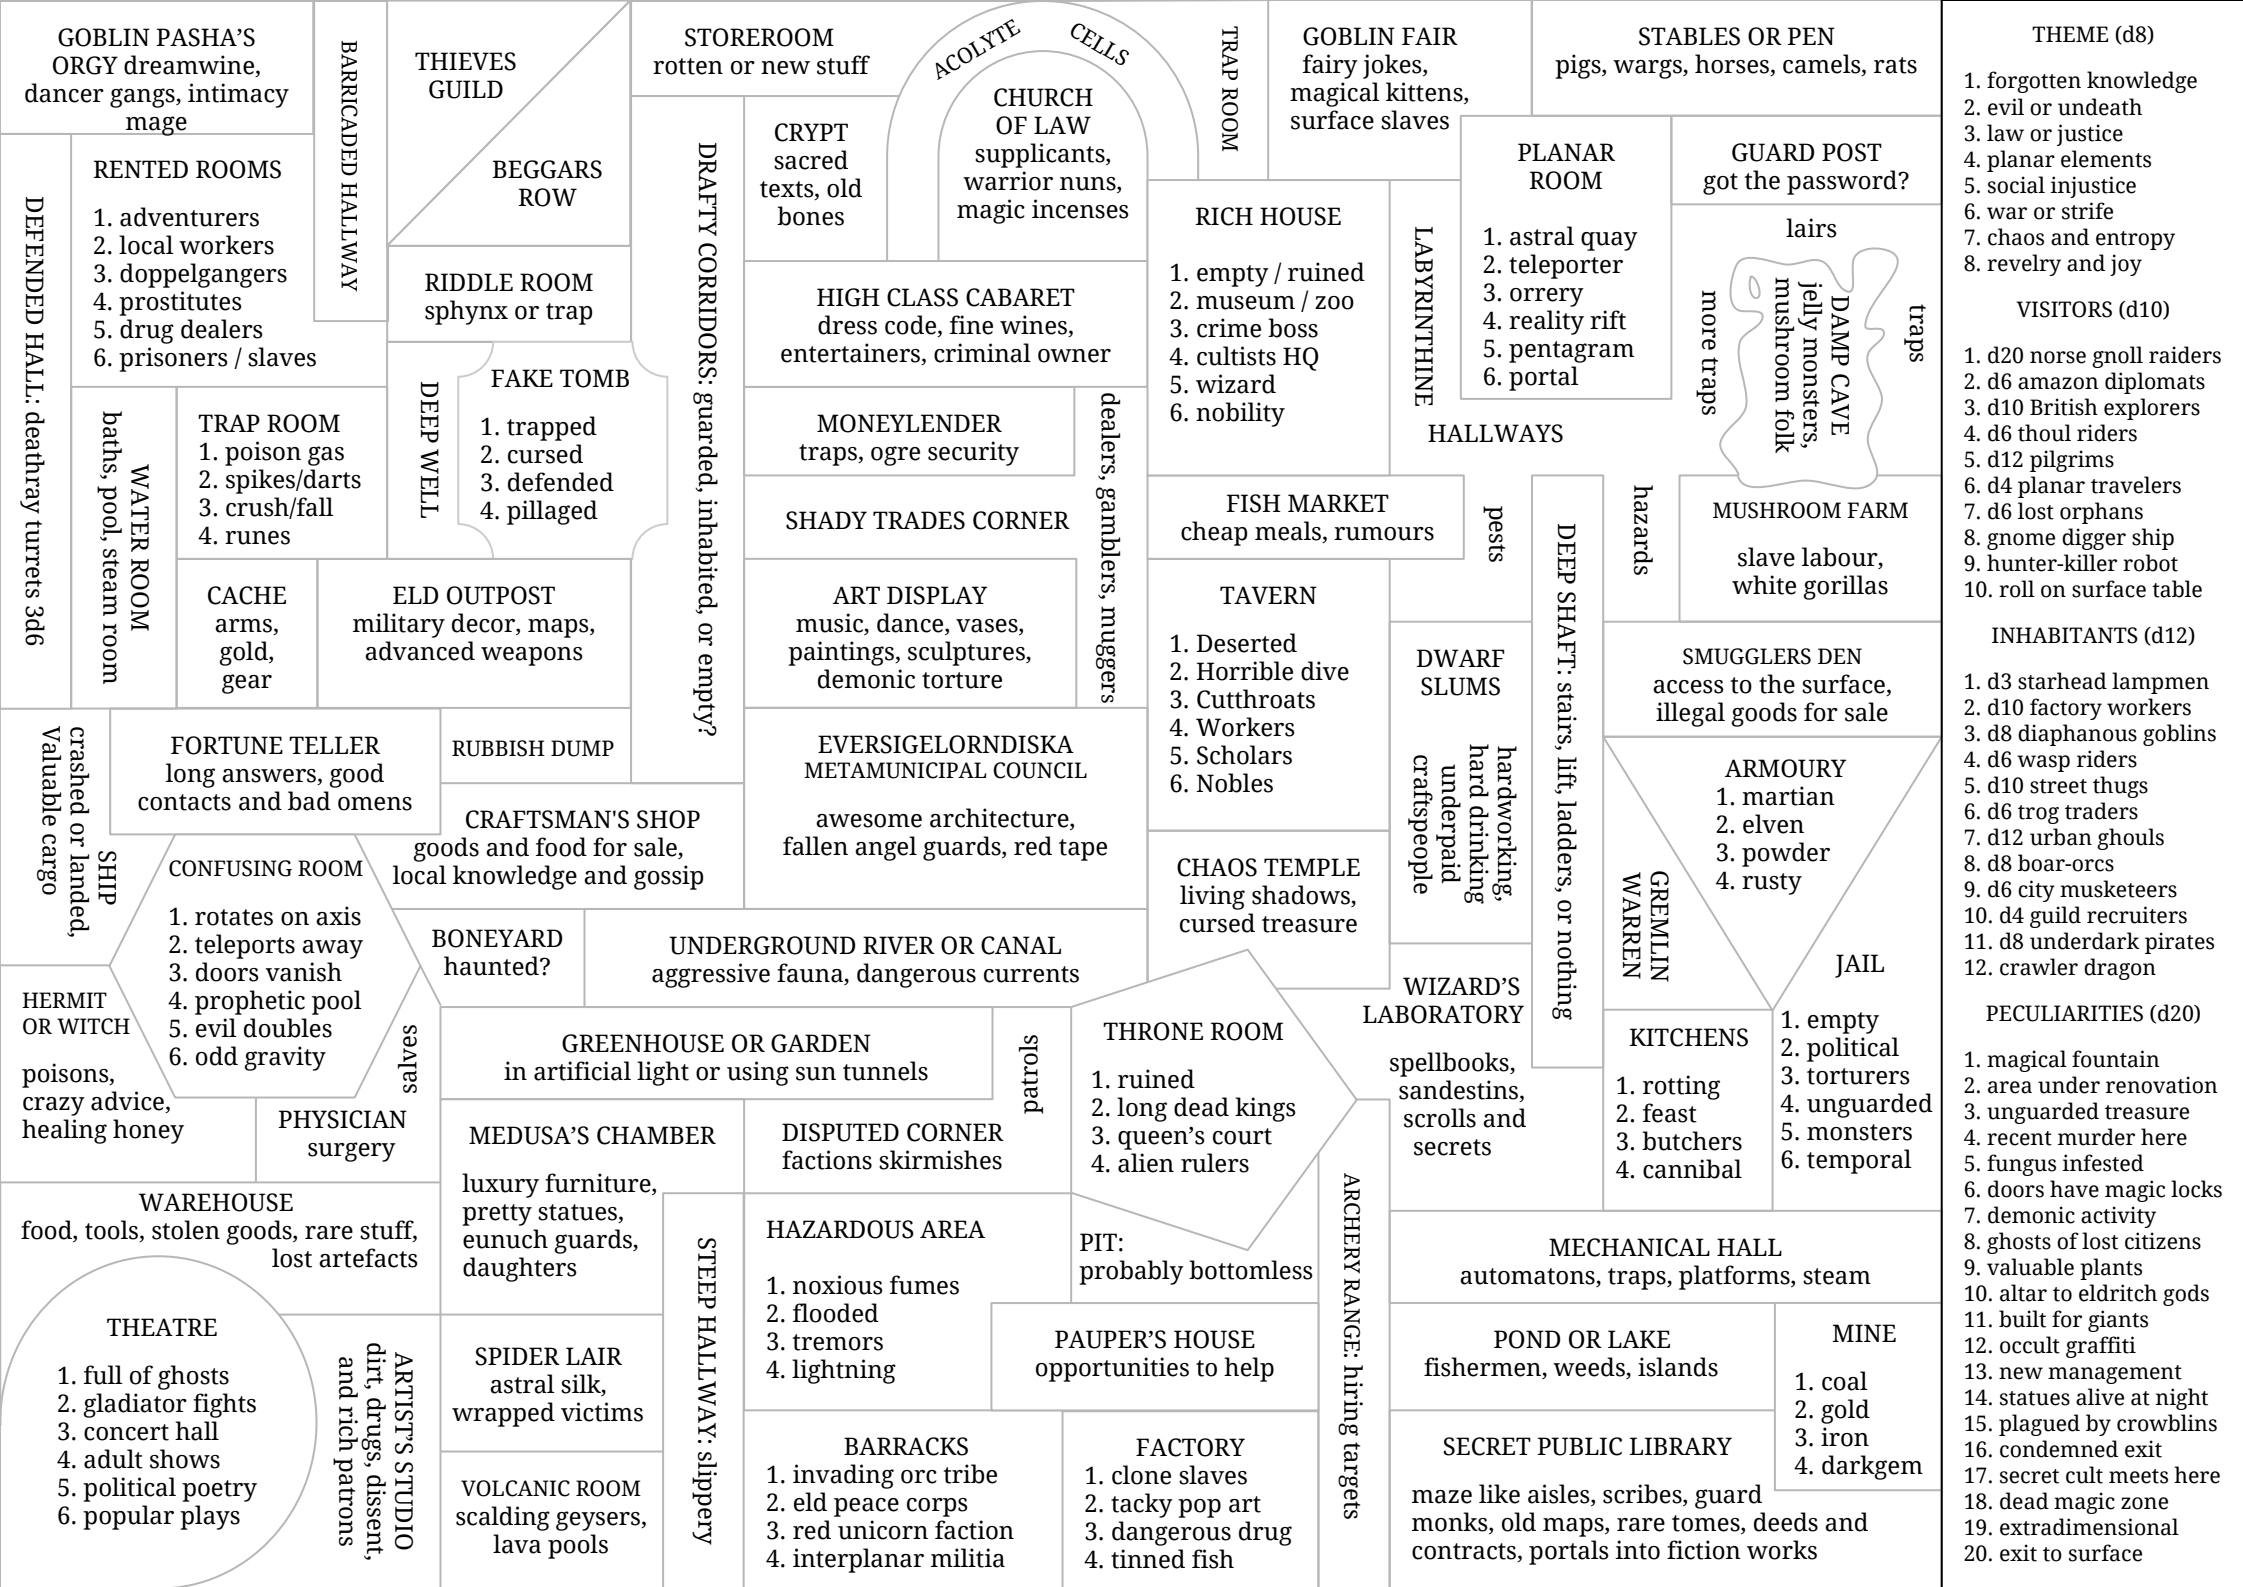 GOBLIN PASHA’S
ORGY dreamwine,
dancer gangs, intimacy
mage
BARRICADED HALLWAY
THIEVES
GUILD
BEGGARS
ROW
STOREROOM
rotten or new stuff
ACOLYTE CELLS
CHURCH
OF LAW
supplicants,
warrior nuns,
magic incenses
TRAP ROOM
GOBLIN FAIR
fairy jokes,
magical kittens,
surface slaves
STABLES OR PEN
pigs, wargs, horses, camels, rats
DEFENDED HALL: deathray turrets 3d6
RENTED ROOMS
1. adventurers
2. local workers
3. doppelgangers
4. prostitutes
5. drug dealers
6. prisoners / slaves
RIDDLE ROOM
sphynx or trap
DRAFTY CORRIDORS: guarded, inhabited, or empty?
CRYPT
sacred
texts, old
bones
HIGH CLASS CABARET
dress code, fine wines,
entertainers, criminal owner
RICH HOUSE
1. empty / ruined
2. museum / zoo
3. crime boss
4. cultists HQ
5. wizard
6. nobility
LABYRINTHINE
HALLWAYS
PLANAR
ROOM
1. astral quay
2. teleporter
3. orrery
4. reality rift
5. pentagram
6. portal
GUARD POST
got the password?
lairs
traps
more traps
DAMP CAVE
jelly monsters,
mushroom folk
pests
hazards
WATER ROOM
baths, pool, steam room
TRAP ROOM
1. poison gas
2. spikes/darts
3. crush/fall
4. runes
DEEP WELL
FAKE TOMB
1. trapped
2. cursed
3. defended
4. pillaged
MONEYLENDER
traps, ogre security
SHADY TRADES CORNER
dealers, gamblers, muggers
FISH MARKET
cheap meals, rumours
DEEP SHAFT: stairs, lift, ladders, or nothing
MUSHROOM FARM
slave labour,
white gorillas
CACHE
arms,
gold,
gear
ELD OUTPOST
military decor, maps,
advanced weapons
ART DISPLAY
music, dance, vases,
paintings, sculptures,
demonic torture
TAVERN
1. Deserted
2. Horrible dive
3. Cutthroats
4. Workers
5. Scholars
6. Nobles
DWARF
SLUMS
hardworking,
hard drinking
underpaid
craftspeople
SMUGGLERS DEN
access to the surface,
illegal goods for sale
SHIP
crashed or landed,
Valuable cargo
FORTUNE TELLER
long answers, good
contacts and bad omens
RUBBISH DUMP
CRAFTSMAN'S SHOP
goods and food for sale,
local knowledge and gossip
EVERSIGELORNDISKA
METAMUNICIPAL COUNCIL
awesome architecture,
fallen angel guards, red tape
CHAOS TEMPLE
living shadows,
cursed treasure
GREMLIN
WARREN
ARMOURY
1. martian
2. elven
3. powder
4. rusty
JAIL
1. empty
2. political
3. torturers
4. unguarded
5. monsters
6. temporal
CONFUSING ROOM
1. rotates on axis
2. teleports away
3. doors vanish
4. prophetic pool
5. evil doubles
6. odd gravity
BONEYARD
haunted?
UNDERGROUND RIVER OR CANAL
aggressive fauna, dangerous currents
WIZARD’S
LABORATORY
spellbooks,
sandestins,
scrolls and
secrets
KITCHENS
1. rotting
2. feast
3. butchers
4. cannibal
HERMIT
OR WITCH
poisons,
crazy advice,
healing honey
salves
PHYSICIAN
surgery
GREENHOUSE OR GARDEN
in artificial light or using sun tunnels
patrols
DISPUTED CORNER
factions skirmishes
THRONE ROOM
1. ruined
2. long dead kings
3. queen’s court
4. alien rulers
MEDUSA’S CHAMBER
luxury furniture,
pretty statues,
eunuch guards,
daughters
WAREHOUSE
food, tools, stolen goods, rare stuff,
lost artefacts
STEEP HALLWAY: slippery
HAZARDOUS AREA
1. noxious fumes
2. flooded
3. tremors
4. lightning
PIT:
probably bottomless
ARCHERY RANGE: hiring targets
MECHANICAL HALL
automatons, traps, platforms, steam
THEATRE
1. full of ghosts
2. gladiator fights
3. concert hall
4. adult shows
5. political poetry
6. popular plays
ARTIST’S STUDIO
dirt, drugs, dissent,
and rich patrons
SPIDER LAIR
astral silk,
wrapped victims
VOLCANIC ROOM
scalding geysers,
lava pools
PAUPER’S HOUSE
opportunities to help
BARRACKS
1. invading orc tribe
2. eld peace corps
3. red unicorn faction
4. interplanar militia
FACTORY
1. clone slaves
2. tacky pop art
3. dangerous drug
4. tinned fish
POND OR LAKE
fishermen, weeds, islands
MINE
1. coal
2. gold
3. iron
4. darkgem
SECRET PUBLIC LIBRARY
maze like aisles, scribes, guard
monks, old maps, rare tomes, deeds and
contracts, portals into fiction works
THEME (d8)
1. forgotten knowledge
2. evil or undeath
3. law or justice
4. planar elements
5. social injustice
6. war or strife
7. chaos and entropy
8. revelry and joy
VISITORS (d10)
1. d20 norse gnoll raiders
2. d6 amazon diplomats
3. d10 British explorers
4. d6 thoul riders
5. d12 pilgrims
6. d4 planar travelers
7. d6 lost orphans
8. gnome digger ship
9. hunter-killer robot
10. roll on surface table
INHABITANTS (d12)
1. d3 starhead lampmen
2. d10 factory workers
3. d8 diaphanous goblins
4. d6 wasp riders
5. d10 street thugs
6. d6 trog traders
7. d12 urban ghouls
8. d8 boar-orcs
9. d6 city musketeers
10. d4 guild recruiters
11. d8 underdark pirates
12. crawler dragon
PECULIARITIES (d20)
1. magical fountain
2. area under renovation
3. unguarded treasure
4. recent murder here
5. fungus infested
6. doors have magic locks
7. demonic activity
8. ghosts of lost citizens
9. valuable plants
10. altar to eldritch gods
11. built for giants
12. occult graffiti
13. new management
14. statues alive at night
15. plagued by crowblins
16. condemned exit
17. secret cult meets here
18. dead magic zone
19. extradimensional
20. exit to surface